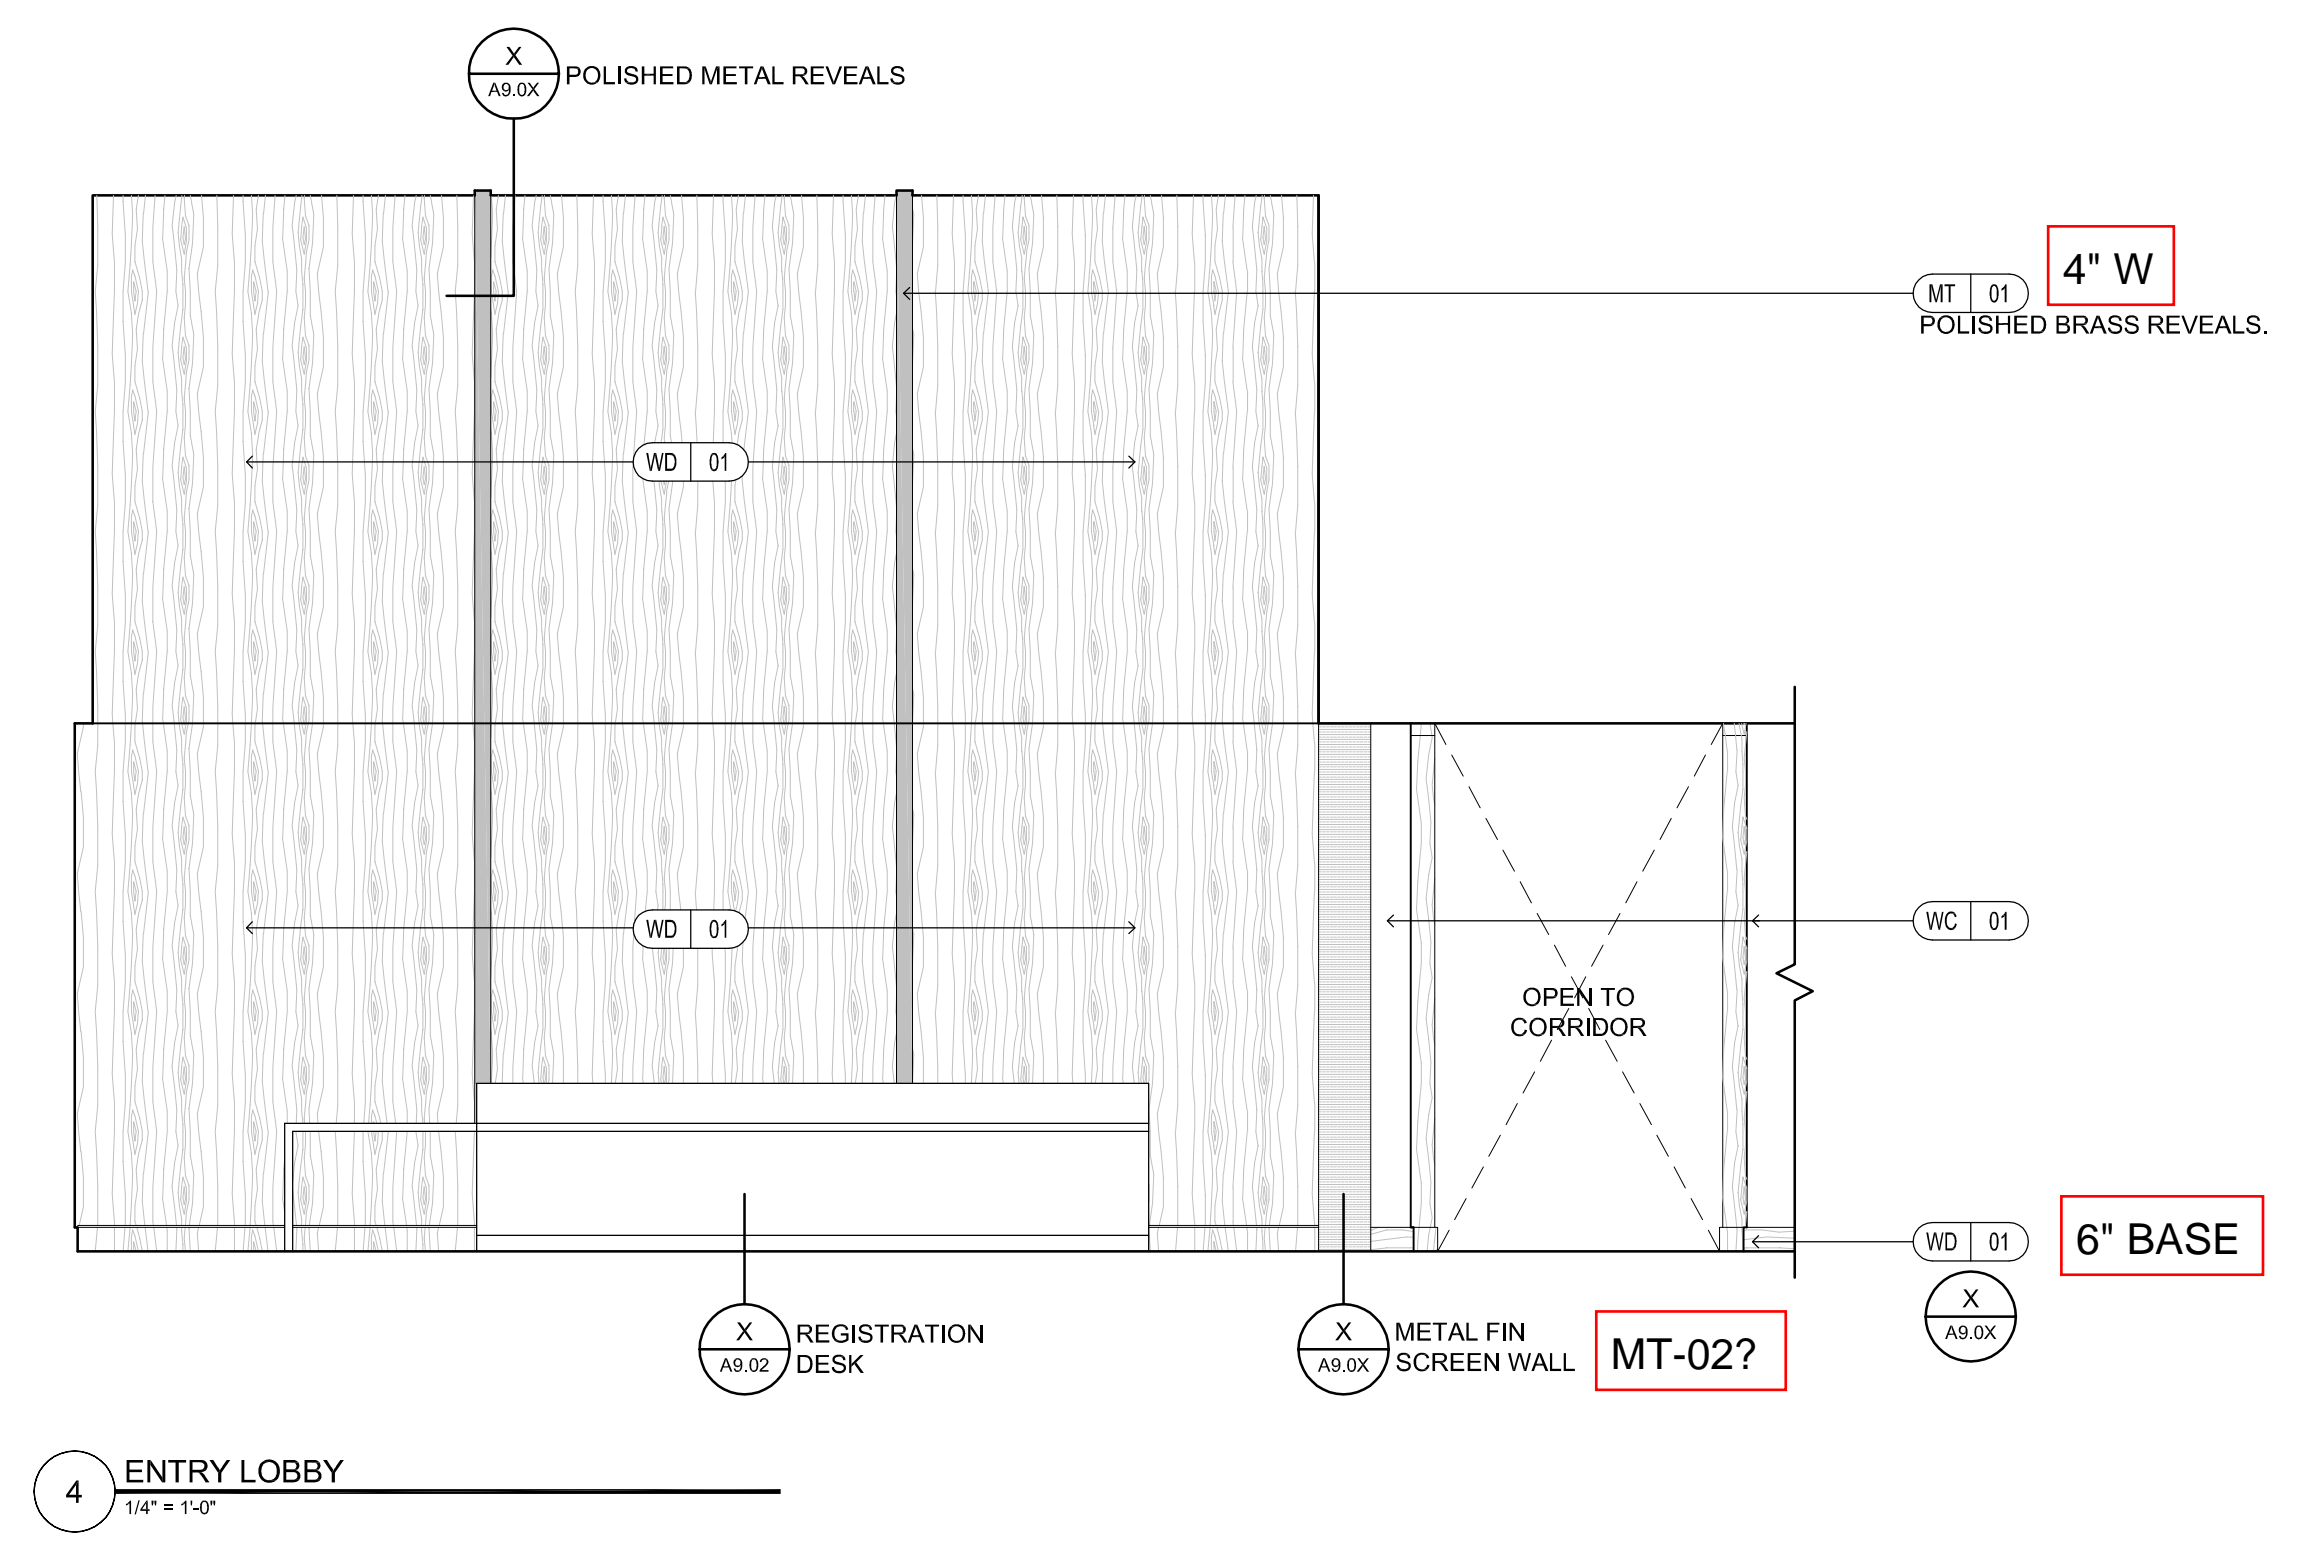 X
A9.0X
POLISHED METAL REVEALS
4" W
MT 01
POLISHED BRASS REVEALS.
WD 01
WC 01
WD 01
OPEN TO
CORRIDOR
6" BASE
WD 01
X
A9.0X
X
A9.02
REGISTRATION
DESK
X
A9.0X
METAL FIN
SCREEN WALL
MT-02?
4
ENTRY LOBBY
1/4" = 1'-0"